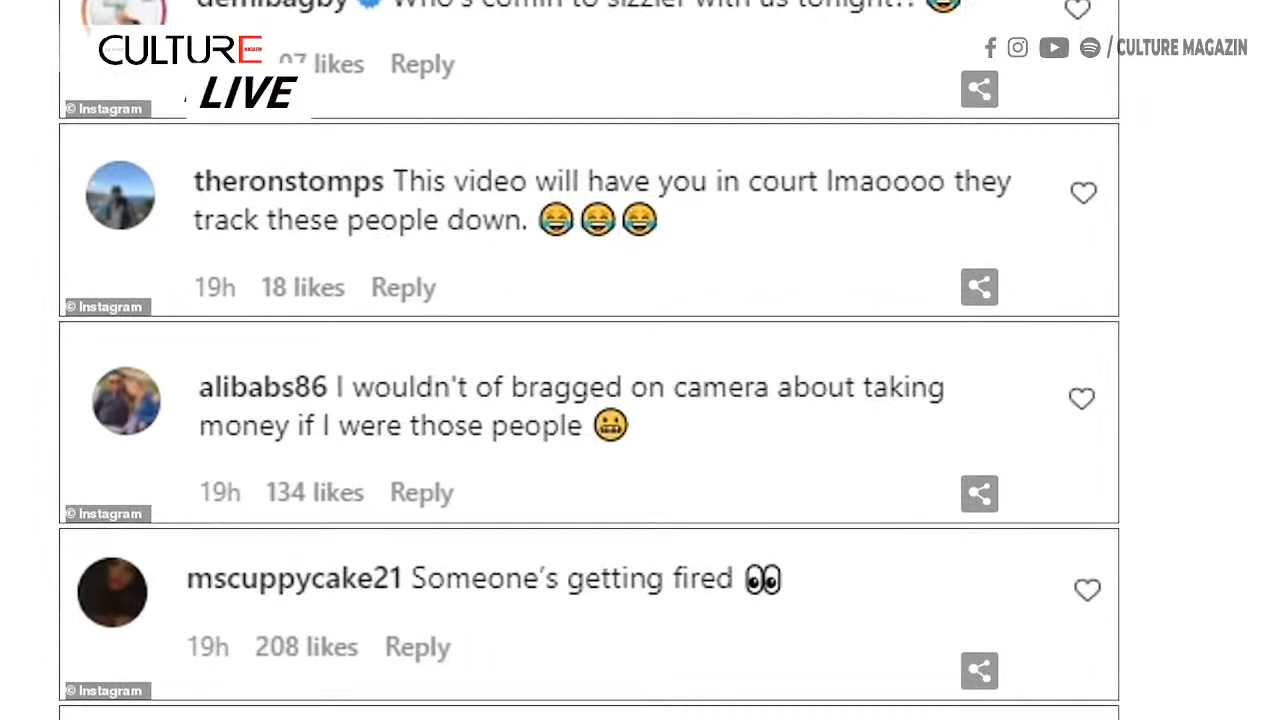 demibagby Who's comin to sizzler with us tonight??
CULTURE
MAGAZIN
/ CULTURE MAGAZIN
likes Reply
LIVE
© Instagram
theronstomps This video will have you in court lmaoooo they
track these people down. 😂😂😂
19h 18 likes Reply
© Instagram
alibabs86 I wouldn't of bragged on camera about taking
money if I were those people 😬
19h 134 likes Reply
© Instagram
mscuppycake21 Someone's getting fired 👀
19h 208 likes Reply
© Instagram